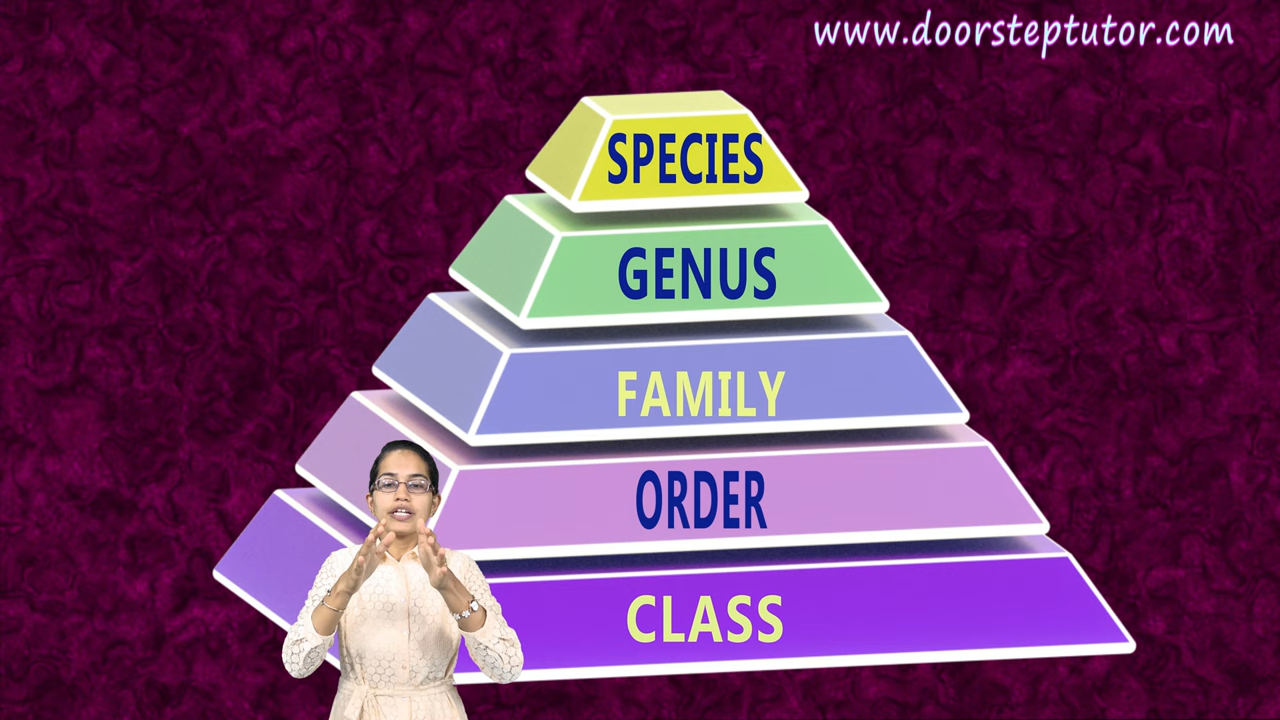 www.doorsteptutor.com
SPECIES
GENUS
FAMILY
ORDER
CLASS